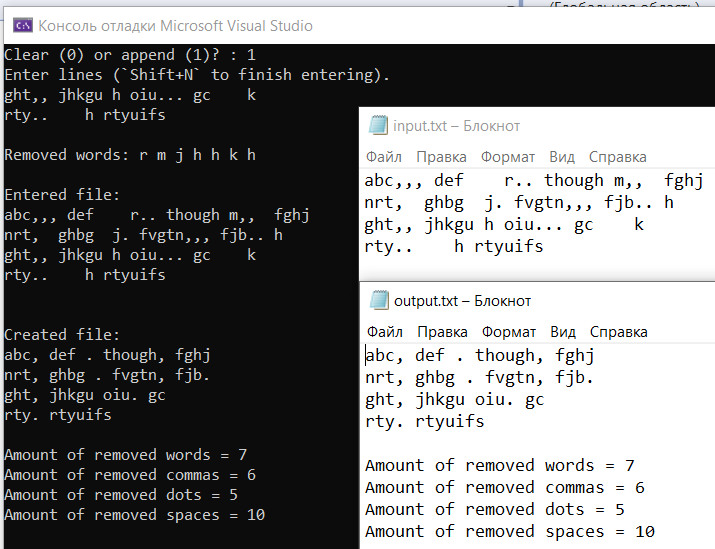 (Глобальная область)
Консоль отладки Microsoft Visual Studio
Clear (0) or append (1)? : 1
Enter lines (`Shift+N` to finish entering).
ght,, jhkgu h oiu... gc    k
rty..    h rtyuifs
Removed words: r m j h h k h
Entered file:
abc,,, def    r.. though m,,  fghj
nrt,  ghbg  j. fvgtn,,, fjb.. h
ght,, jhkgu h oiu... gc    k
rty..    h rtyuifs
Created file:
abc, def . though, fghj
nrt, ghbg . fvgtn, fjb.
ght, jhkgu oiu. gc
rty. rtyuifs
Amount of removed words = 7
Amount of removed commas = 6
Amount of removed dots = 5
Amount of removed spaces = 10
input.txt – Блокнот
Файл Правка Формат Вид Справка
abc,,, def    r.. though m,,  fghj
nrt,  ghbg  j. fvgtn,,, fjb.. h
ght,, jhkgu h oiu... gc    k
rty..    h rtyuifs
output.txt – Блокнот
Файл Правка Формат Вид Справка
abc, def . though, fghj
nrt, ghbg . fvgtn, fjb.
ght, jhkgu oiu. gc
rty. rtyuifs
Amount of removed words = 7
Amount of removed commas = 6
Amount of removed dots = 5
Amount of removed spaces = 10